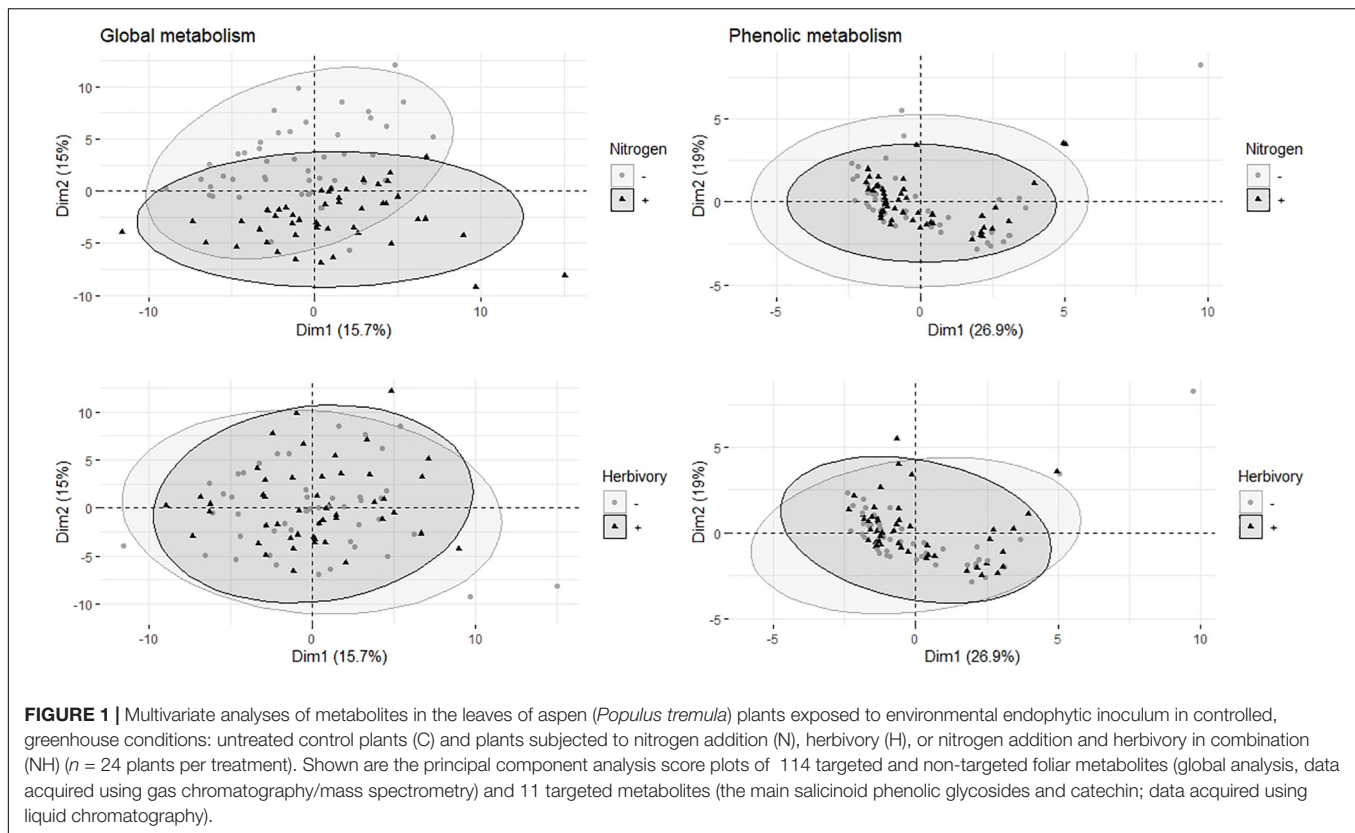 Global metabolism
10
5
0
-5
-10
Dim2 (15%)
-10
0
10
Dim1 (15.7%)
Nitrogen
-
+
Phenolic metabolism
5
0
-5
Dim2 (19%)
-5
0
5
10
Dim1 (26.9%)
Nitrogen
-
+
10
5
0
-5
-10
Dim2 (15%)
-10
0
10
Dim1 (15.7%)
Herbivory
-
+
5
0
-5
Dim2 (19%)
-5
0
5
10
Dim1 (26.9%)
Herbivory
-
+
FIGURE 1 | Multivariate analyses of metabolites in the leaves of aspen (Populus tremula) plants exposed to environmental endophytic inoculum in controlled,
greenhouse conditions: untreated control plants (C) and plants subjected to nitrogen addition (N), herbivory (H), or nitrogen addition and herbivory in combination
(NH) (n = 24 plants per treatment). Shown are the principal component analysis score plots of 114 targeted and non-targeted foliar metabolites (global analysis, data
acquired using gas chromatography/mass spectrometry) and 11 targeted metabolites (the main salicinoid phenolic glycosides and catechin; data acquired using
liquid chromatography).